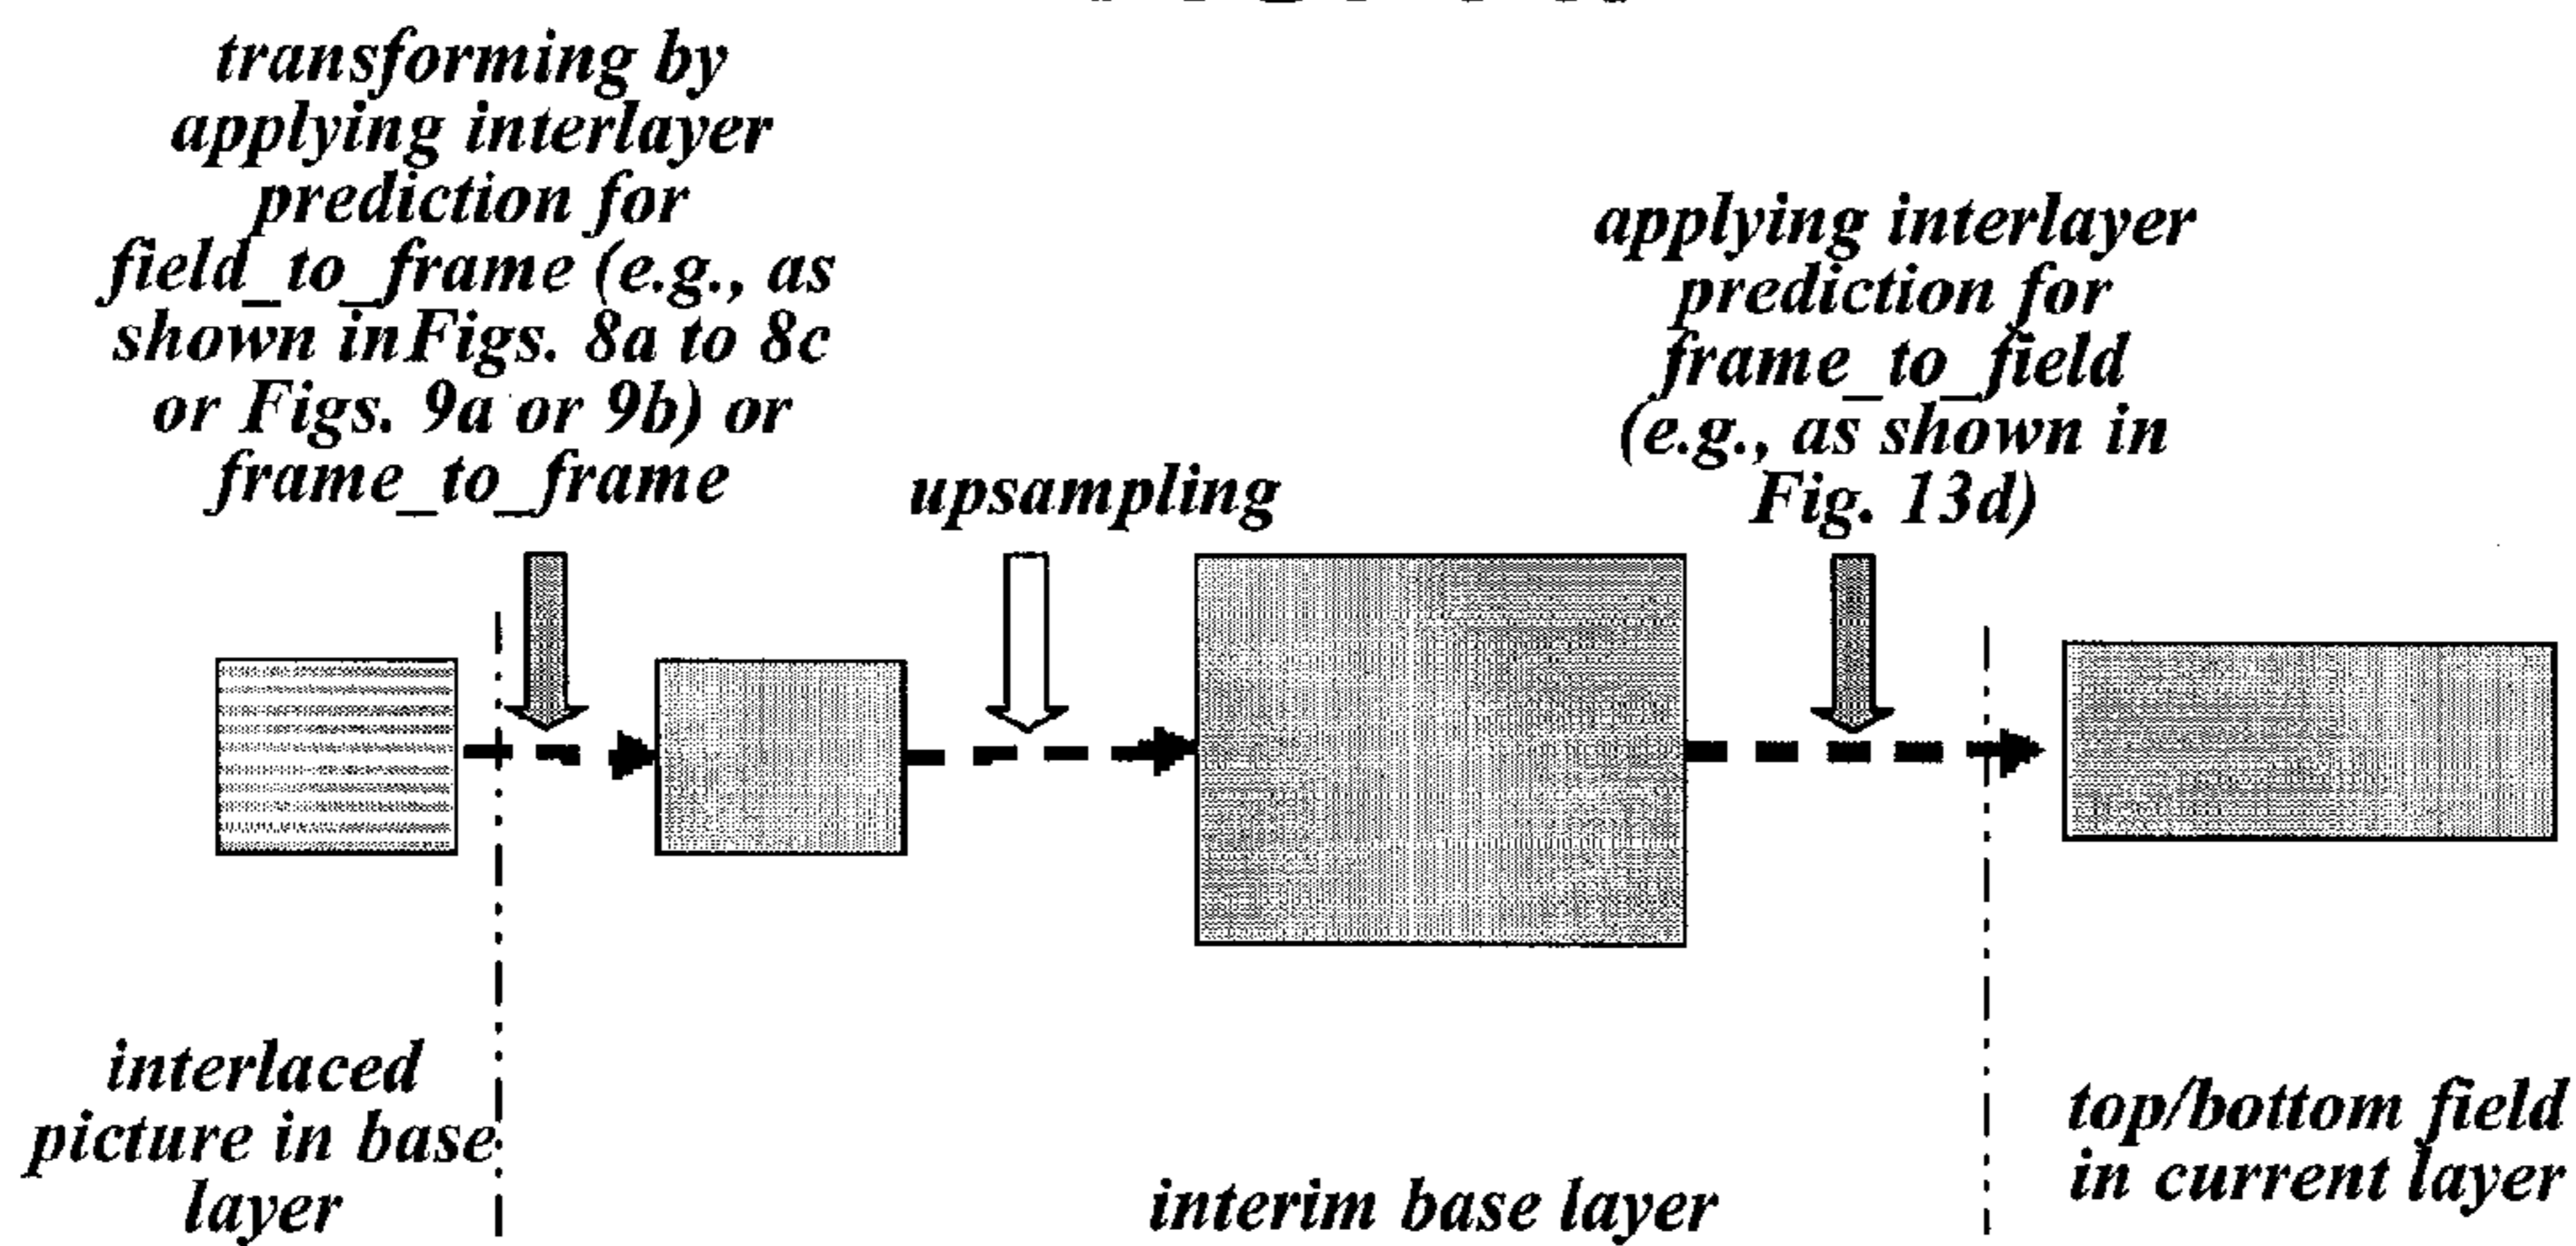 transforming by
applying interlayer
prediction for
field_to_frame (e.g., as
shown inFigs. 8a to 8c
or Figs. 9a or 9b) or
frame_to_frame
upsampling
applying interlayer
prediction for
frame_to_field
(e.g., as shown in
Fig. 13d)
interlaced
picture in base
layer
interim base layer
top/bottom field
in current layer